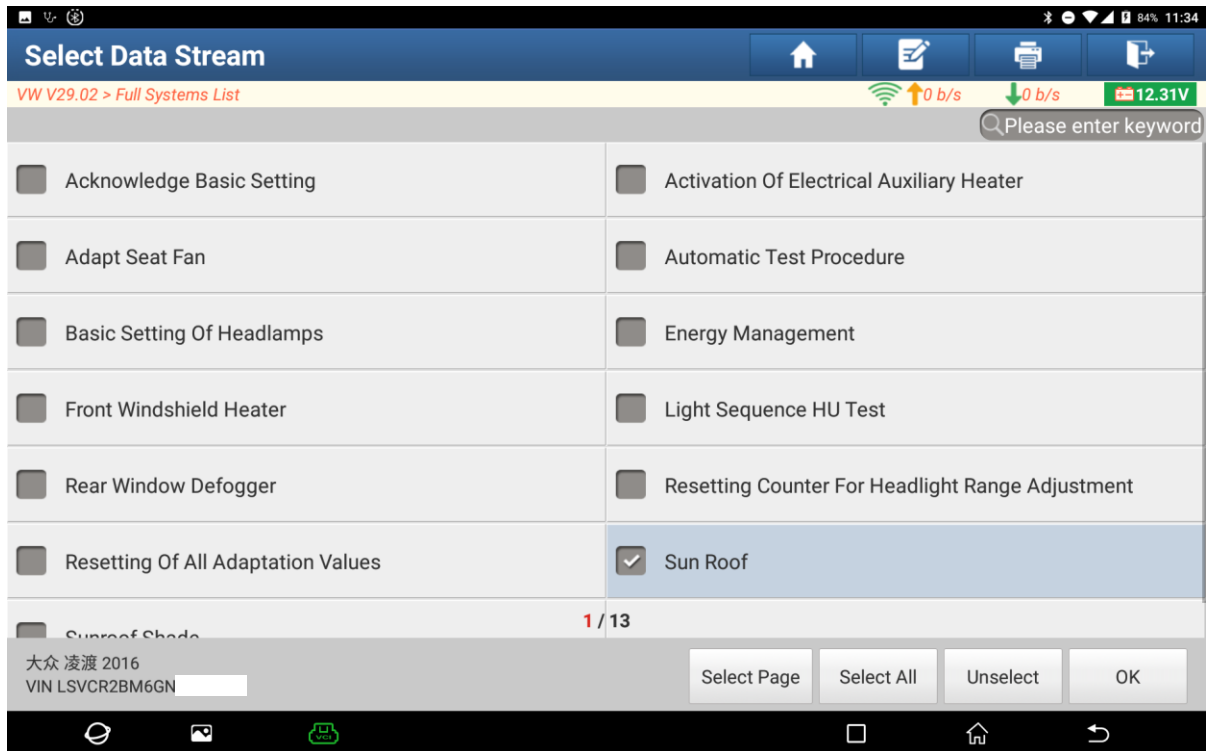 84% 11:34
Select Data Stream
VW V29.02 > Full Systems List
0 b/s
0 b/s
12.31V
Please enter keyword
Acknowledge Basic Setting
Activation Of Electrical Auxiliary Heater
Adapt Seat Fan
Automatic Test Procedure
Basic Setting Of Headlamps
Energy Management
Front Windshield Heater
Light Sequence HU Test
Rear Window Defogger
Resetting Counter For Headlight Range Adjustment
Resetting Of All Adaptation Values
Sun Roof
Sunroof Shade
1 / 13
大众 凌渡 2016
VIN LSVCR2BM6GN
Select Page
Select All
Unselect
OK
VCI